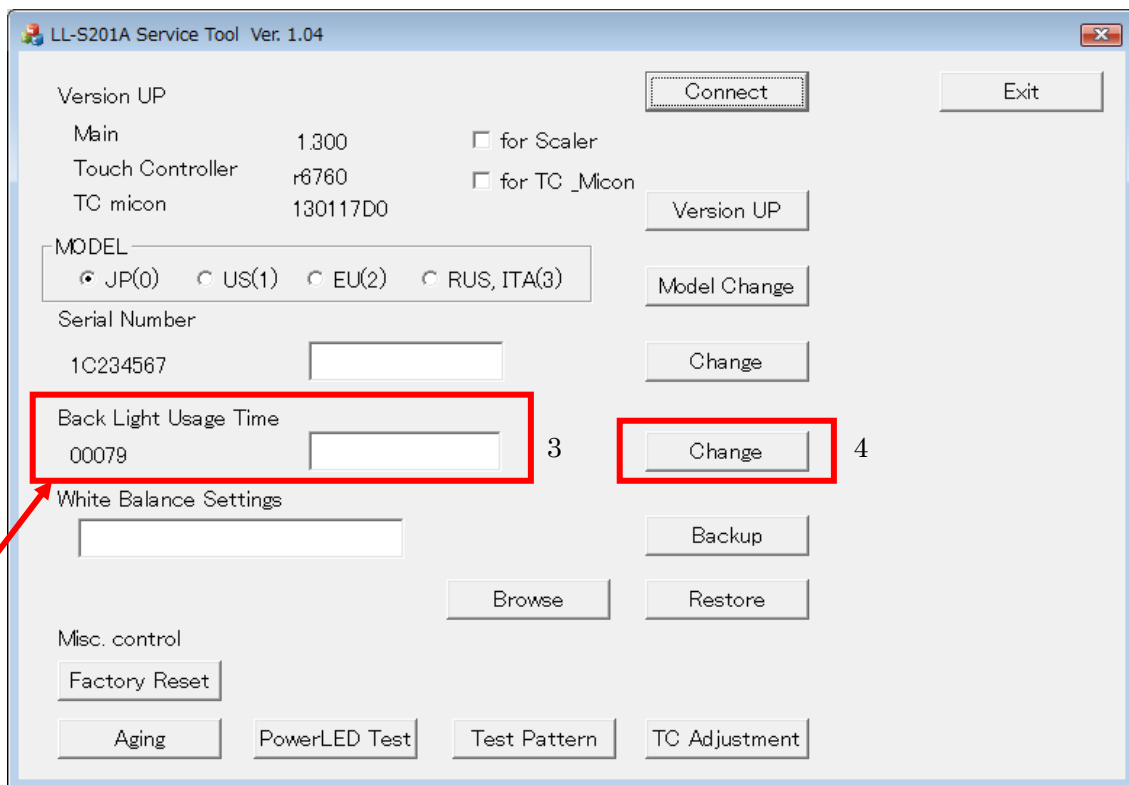 LL-S201A Service Tool Ver. 1.04
Connect
Exit
Version UP
Main 1.300 for Scaler
Touch Controller r6760 for TC _Micon
TC micon 130117D0
Version UP
MODEL
JP(0) US(1) EU(2) RUS, ITA(3)
Model Change
Serial Number
1C234567
Change
Back Light Usage Time
00079
3
Change
4
White Balance Settings
Backup
Browse
Restore
Misc. control
Factory Reset
Aging PowerLED Test Test Pattern TC Adjustment